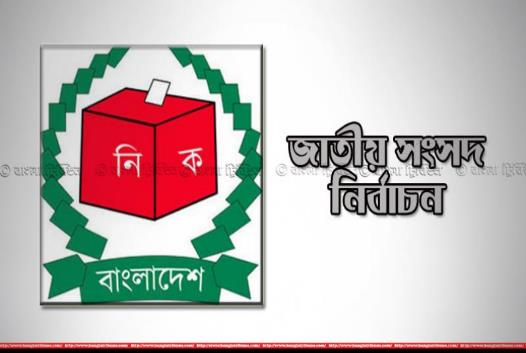 জাতীয় সংসদ
নির্বাচন
নি ক
বাংলাদেশ